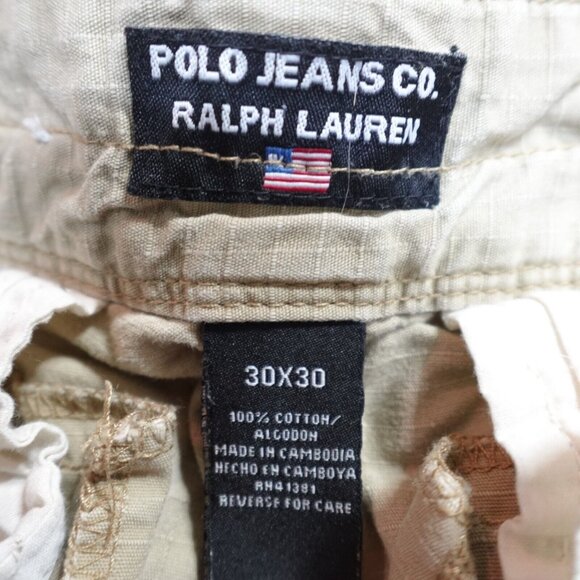 POLO JEANS CO.
RALPH LAUREN
30X30
100% COTTON/
ALGODON
MADE IN CAMBODIA
HECHO EN CAMBOYA
RN41381
REVERSE FOR CARE